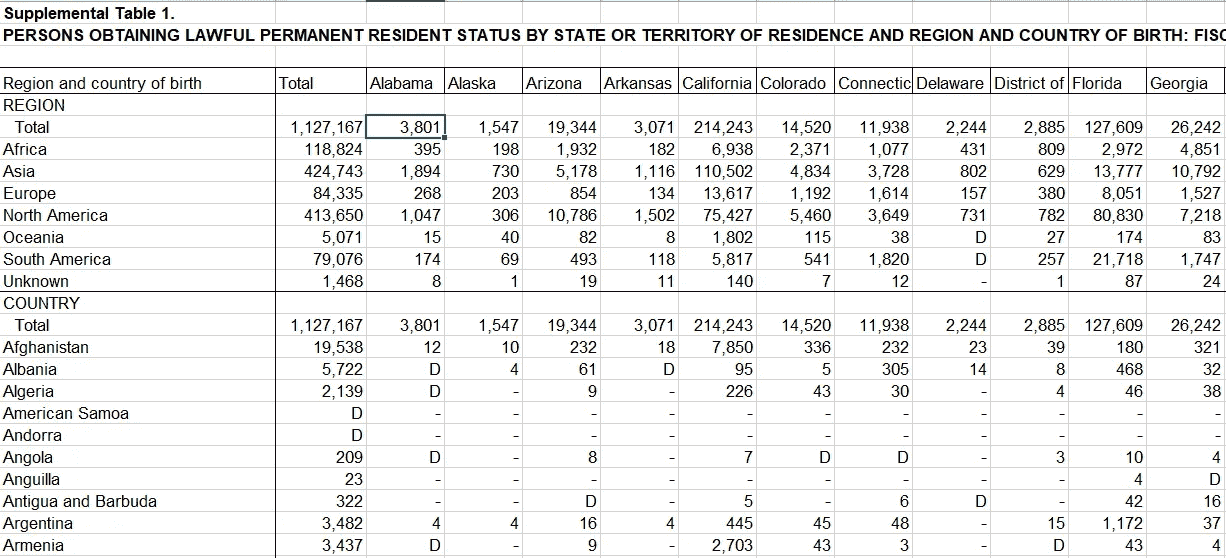 Supplemental Table 1.
PERSONS OBTAINING LAWFUL PERMANENT RESIDENT STATUS BY STATE OR TERRITORY OF RESIDENCE AND REGION AND COUNTRY OF BIRTH: FISC
Region and country of birth Total Alabama Alaska Arizona Arkansas California Colorado Connectic Delaware District of Florida Georgia
REGION
Total 1,127,167 3,801 1,547 19,344 3,071 214,243 14,520 11,938 2,244 2,885 127,609 26,242
Africa 118,824 395 198 1,932 182 6,938 2,371 1,077 431 809 2,972 4,851
Asia 424,743 1,894 730 5,178 1,116 110,502 4,834 3,728 802 629 13,777 10,792
Europe 84,335 268 203 854 134 13,617 1,192 1,614 157 380 8,051 1,527
North America 413,650 1,047 306 10,786 1,502 75,427 5,460 3,649 731 782 80,830 7,218
Oceania 5,071 15 40 82 8 1,802 115 38 D 27 174 83
South America 79,076 174 69 493 118 5,817 541 1,820 D 257 21,718 1,747
Unknown 1,468 8 1 19 11 140 7 12 - 1 87 24
COUNTRY
Total 1,127,167 3,801 1,547 19,344 3,071 214,243 14,520 11,938 2,244 2,885 127,609 26,242
Afghanistan 19,538 12 10 232 18 7,850 336 232 23 39 180 321
Albania 5,722 D 4 61 D 95 5 305 14 8 468 32
Algeria 2,139 D - 9 - 226 43 30 - 4 46 38
American Samoa D - - - - - - - - - - -
Andorra D - - - - - - - - - - -
Angola 209 D - 8 - 7 D D - 3 10 4
Anguilla 23 - - - - - - - - - 4 D
Antigua and Barbuda 322 - - D - 5 - 6 D - 42 16
Argentina 3,482 4 4 16 4 445 45 48 - 15 1,172 37
Armenia 3,437 D - 9 - 2,703 43 3 - D 43 4